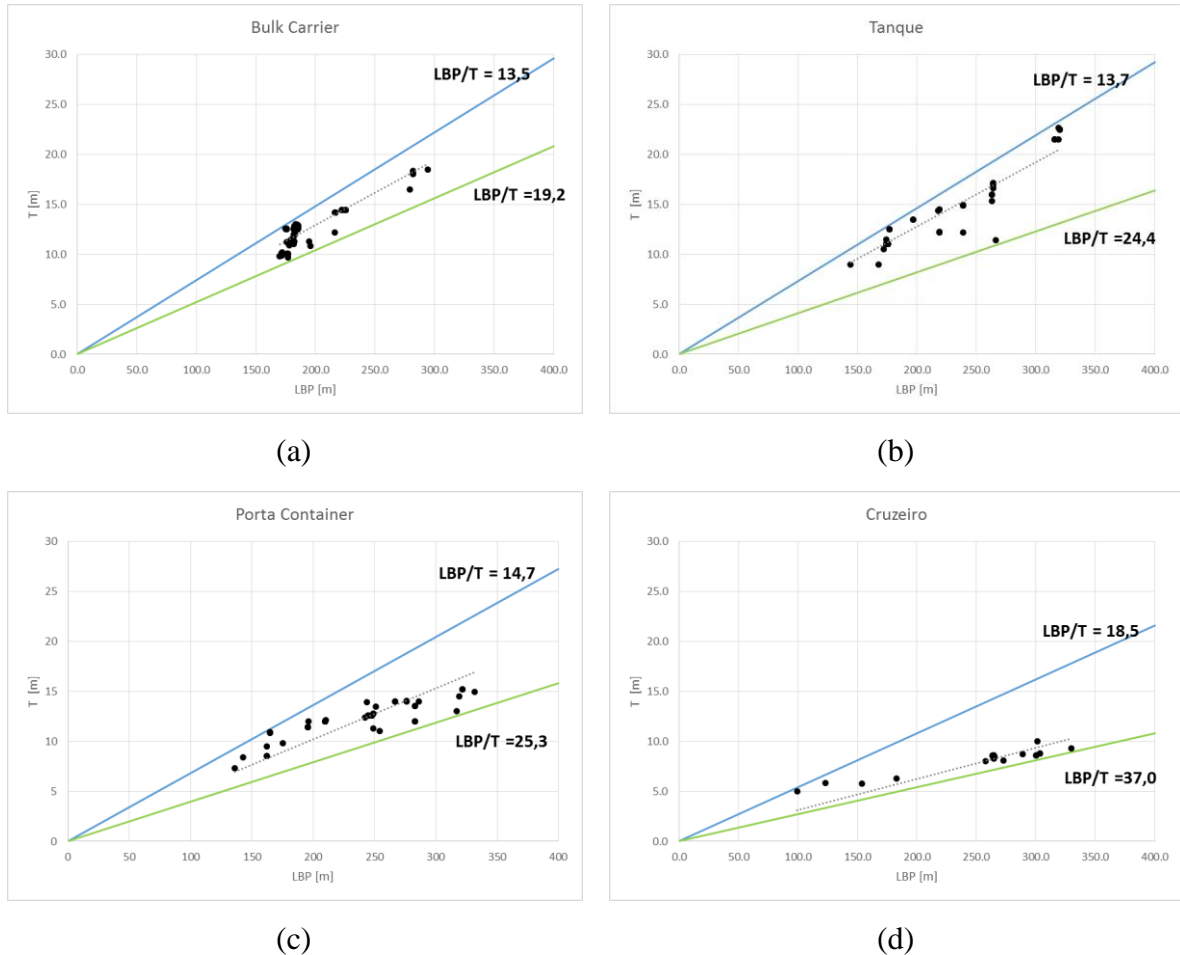 Bulk Carrier
30.0
25.0
20.0
15.0
10.0
5.0
0.0
T [m]
LBP/T = 13,5
LBP/T =19,2
0.0 50.0 100.0 150.0 200.0 250.0 300.0 350.0 400.0
LBP [m]
(a)
Tanque
30.0
25.0
20.0
15.0
10.0
5.0
0.0
T [m]
LBP/T = 13,7
LBP/T =24,4
0.0 50.0 100.0 150.0 200.0 250.0 300.0 350.0 400.0
LBP [m]
(b)
Porta Container
30
25
20
15
10
5
0
T [m]
LBP/T = 14,7
LBP/T =25,3
0 50 100 150 200 250 300 350 400
LBP [m]
(c)
Cruzeiro
30.0
25.0
20.0
15.0
10.0
5.0
0.0
T [m]
LBP/T = 18,5
LBP/T =37,0
0.0 50.0 100.0 150.0 200.0 250.0 300.0 350.0 400.0
LBP [m]
(d)